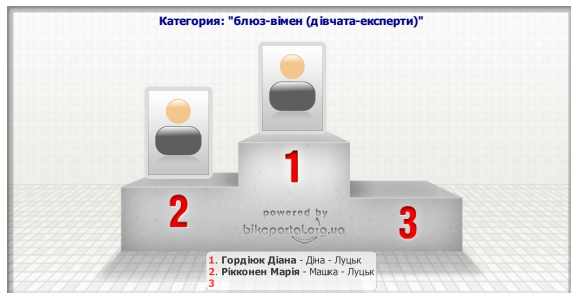 Категория: "блюз-вімен (дівчата-експерти)"
1
2
3
powered by
bikeportal.org.ua
1. Гордіюк Діана - Діна - Луцьк
2. Рікконен Марія - Машка - Луцьк
3